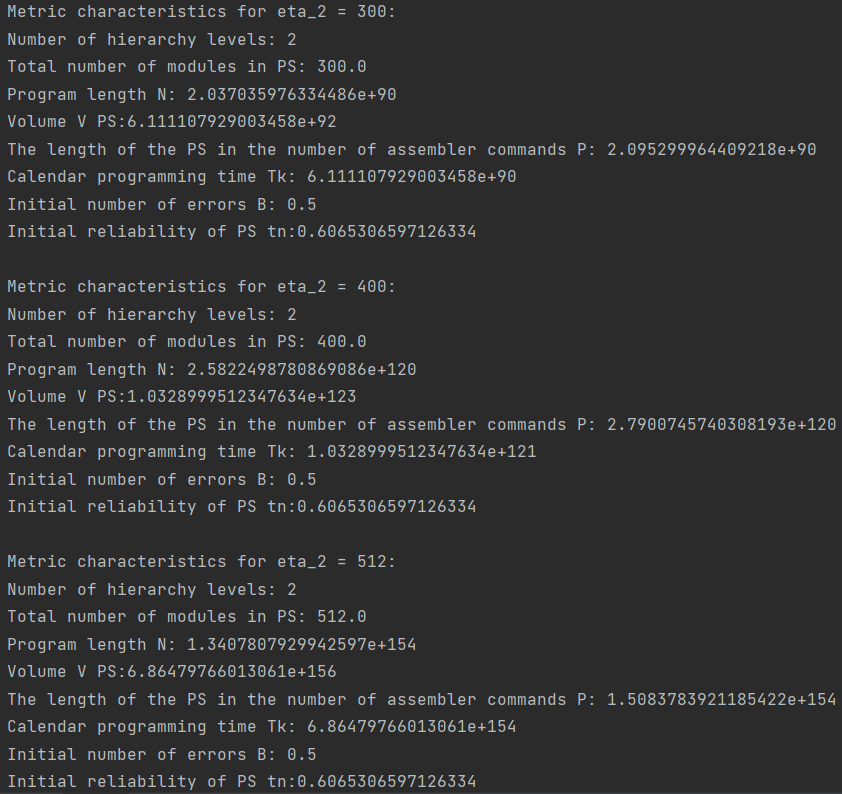 Metric characteristics for eta_2 = 300:
Number of hierarchy levels: 2
Total number of modules in PS: 300.0
Program length N: 2.037035976334486e+90
Volume V PS:6.111107929003458e+92
The length of the PS in the number of assembler commands P: 2.095299964409218e+90
Calendar programming time Tk: 6.111107929003458e+90
Initial number of errors B: 0.5
Initial reliability of PS tn:0.6065306597126334
Metric characteristics for eta_2 = 400:
Number of hierarchy levels: 2
Total number of modules in PS: 400.0
Program length N: 2.5822498780869086e+120
Volume V PS:1.0328999512347634e+123
The length of the PS in the number of assembler commands P: 2.7900745740308193e+120
Calendar programming time Tk: 1.0328999512347634e+121
Initial number of errors B: 0.5
Initial reliability of PS tn:0.6065306597126334
Metric characteristics for eta_2 = 512:
Number of hierarchy levels: 2
Total number of modules in PS: 512.0
Program length N: 1.3407807929942597e+154
Volume V PS:6.86479766013061e+156
The length of the PS in the number of assembler commands P: 1.5083783921185422e+154
Calendar programming time Tk: 6.86479766013061e+154
Initial number of errors B: 0.5
Initial reliability of PS tn:0.6065306597126334